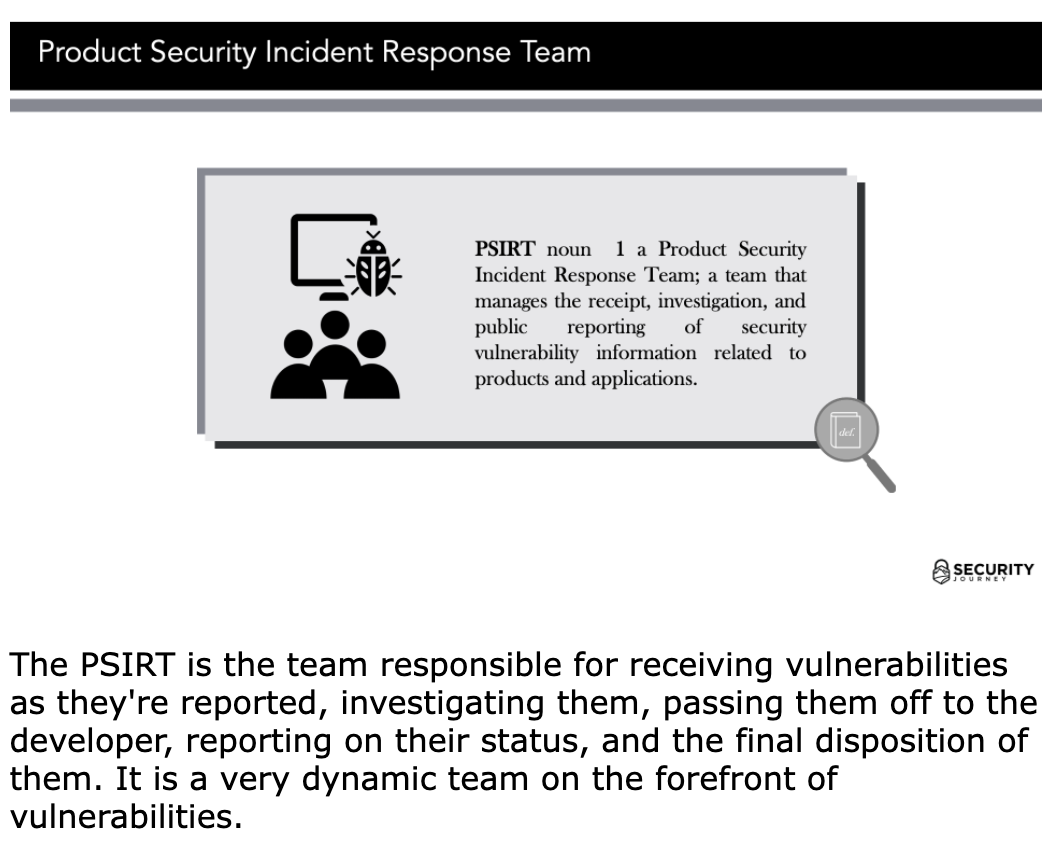 Product Security Incident Response Team
PSIRT noun 1 a Product Security
Incident Response Team; a team that
manages the receipt, investigation, and
public reporting of security
vulnerability information related to
products and applications.
def.
SECURITY
JOURNEY
The PSIRT is the team responsible for receiving vulnerabilities
as they're reported, investigating them, passing them off to the
developer, reporting on their status, and the final disposition of
them. It is a very dynamic team on the forefront of
vulnerabilities.